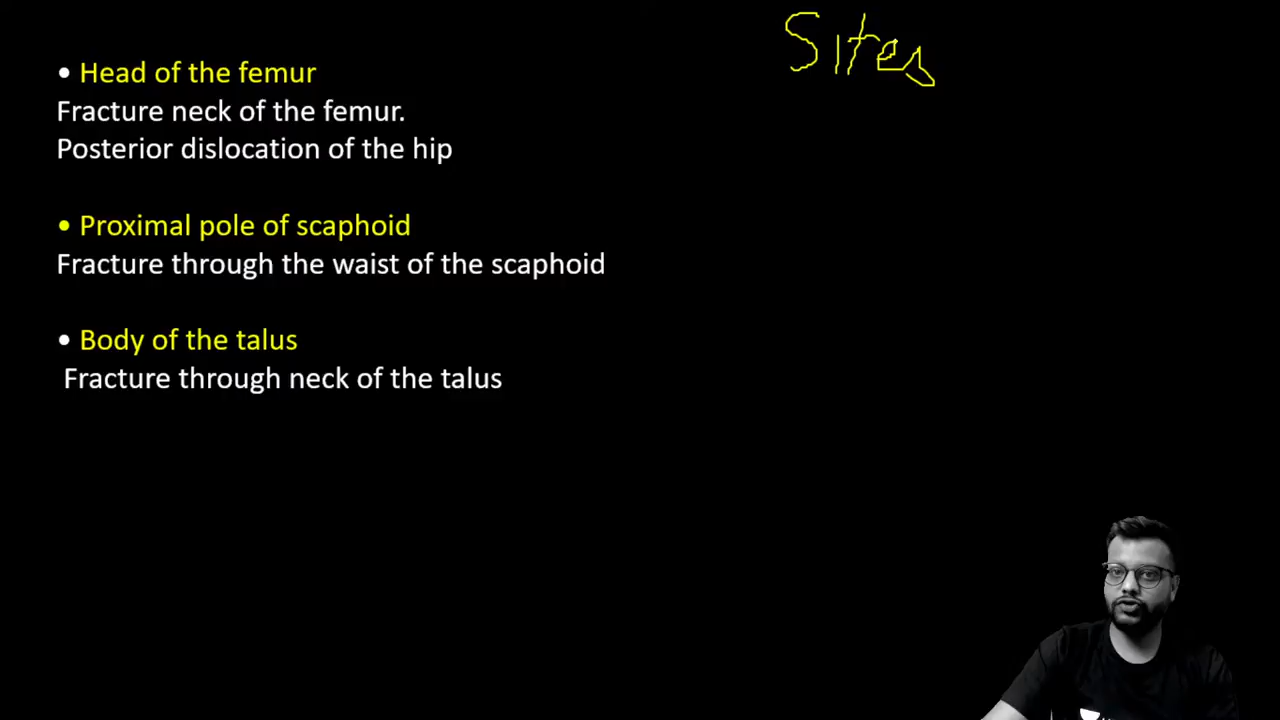 Sites
• Head of the femur
Fracture neck of the femur.
Posterior dislocation of the hip
• Proximal pole of scaphoid
Fracture through the waist of the scaphoid
• Body of the talus
Fracture through neck of the talus